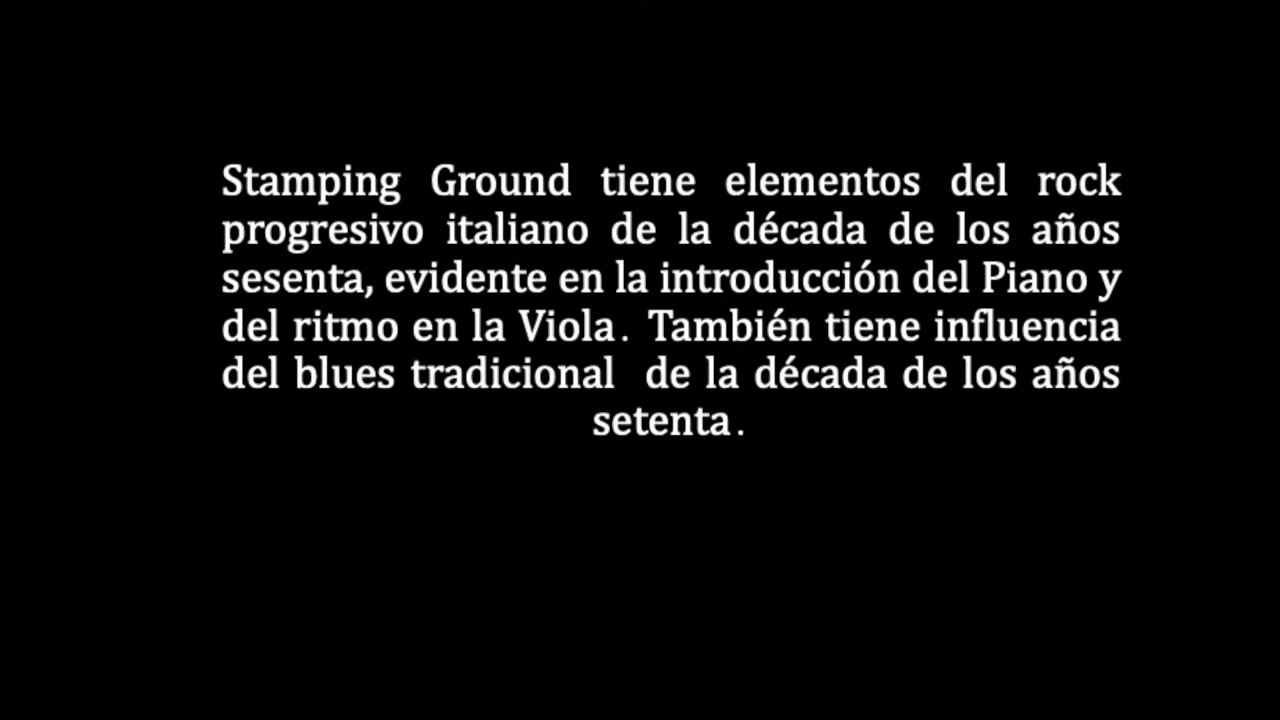 Stamping Ground tiene elementos del rock
progresivo italiano de la década de los años
sesenta, evidente en la introducción del Piano y
del ritmo en la Viola. También tiene influencia
del blues tradicional de la década de los años
setenta.